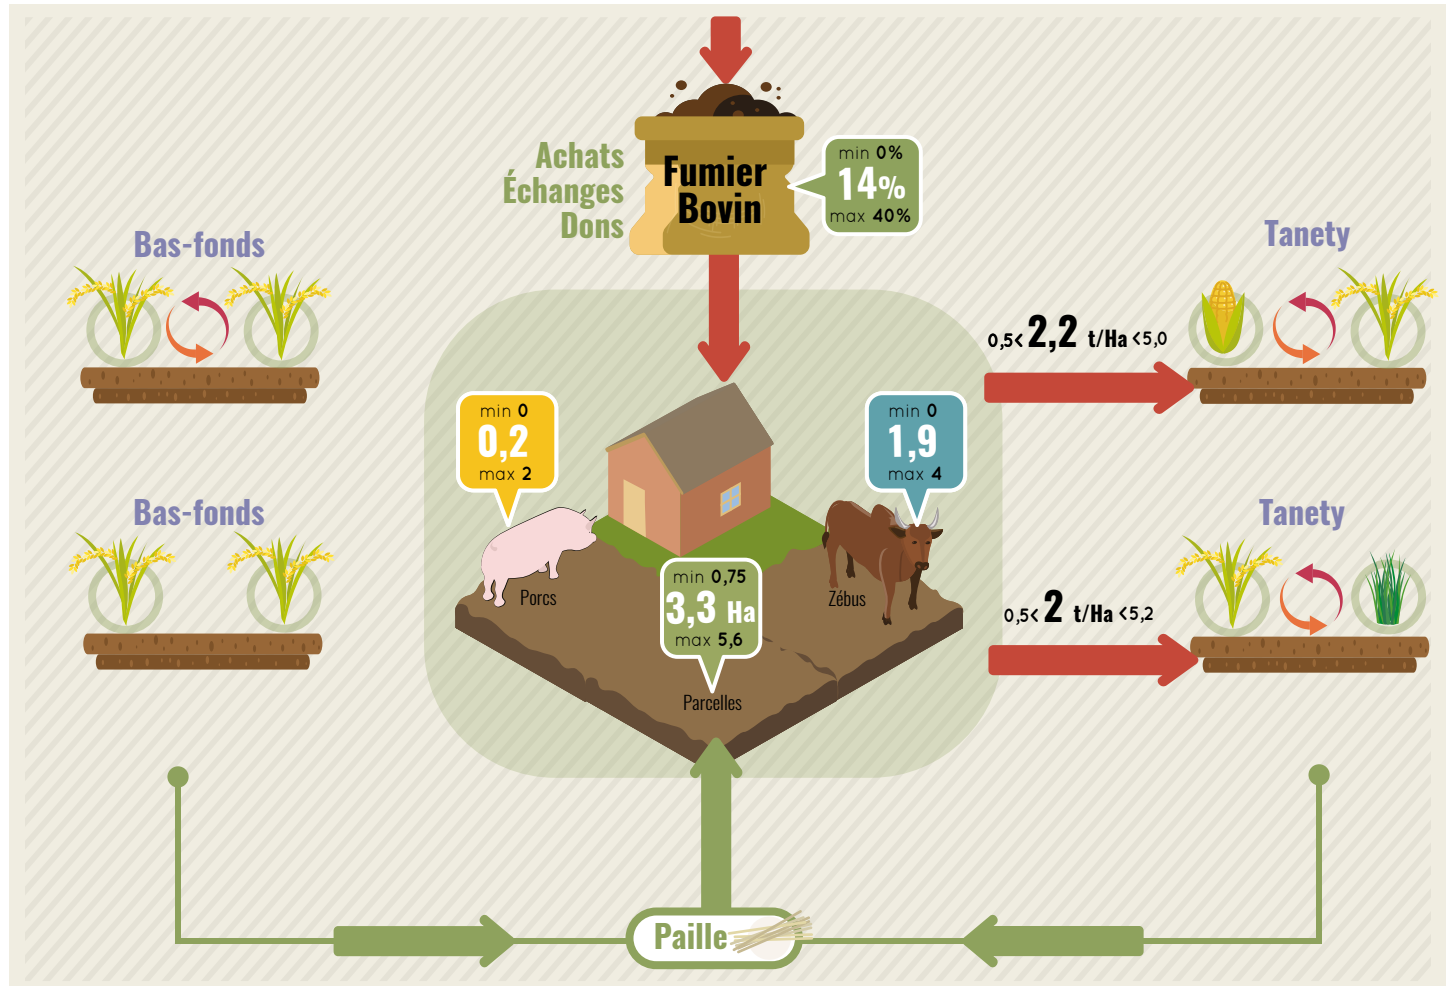 Achats
Échanges
Dons
Fumier
Bovin
min 0%
14%
max 40%
Bas-fonds
Tanety
0,5< 2,2 t/Ha <5,0
min 0
0,2
max 2
min 0
1,9
max 4
Bas-fonds
Tanety
min 0,75
3,3 Ha
max 5,6
Porcs
Zébus
0,5< 2 t/Ha <5,2
Parcelles
Paille